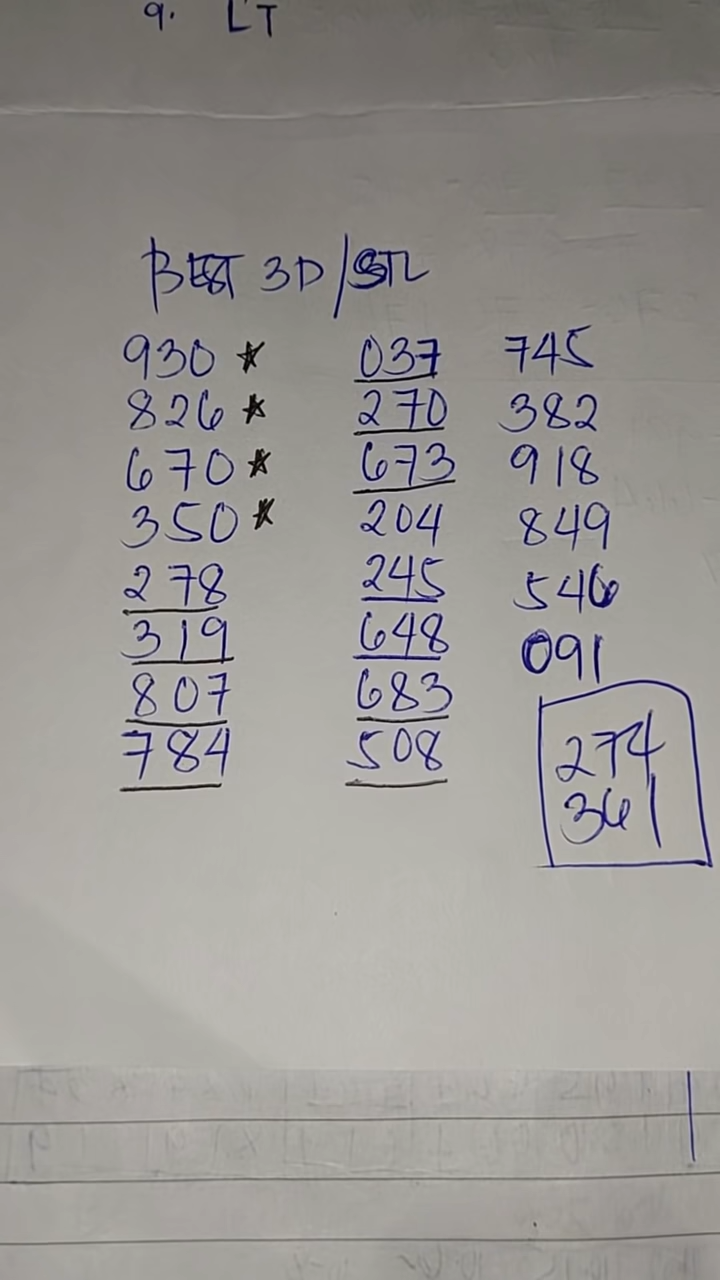 9. LT
BEST 3D/STL
930 * 037 745
826 * 270 382
670 * 673 918
350 * 204 849
278 245 546
319 648 091
807 683
784 508
274
361